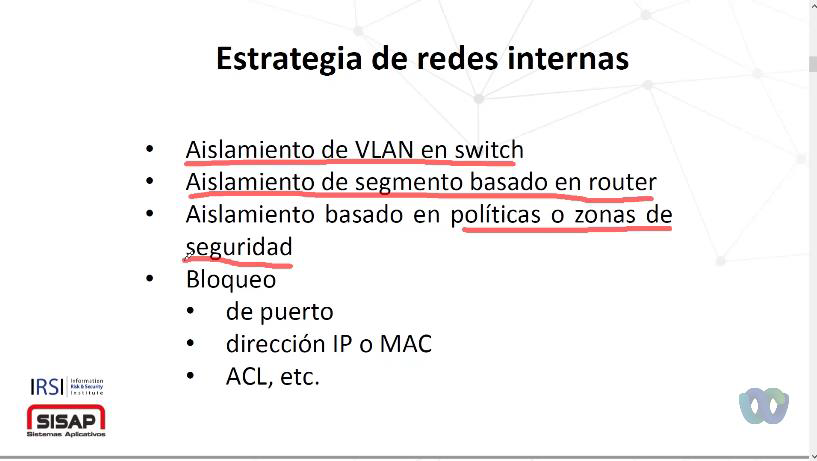 Estrategia de redes internas
• Aislamiento de VLAN en switch
• Aislamiento de segmento basado en router
• Aislamiento basado en políticas o zonas de
seguridad
• Bloqueo
• de puerto
• dirección IP o MAC
• ACL, etc.
IRSI Information
Risk & Security
Institute
SISAP
Sistemas Aplicativos